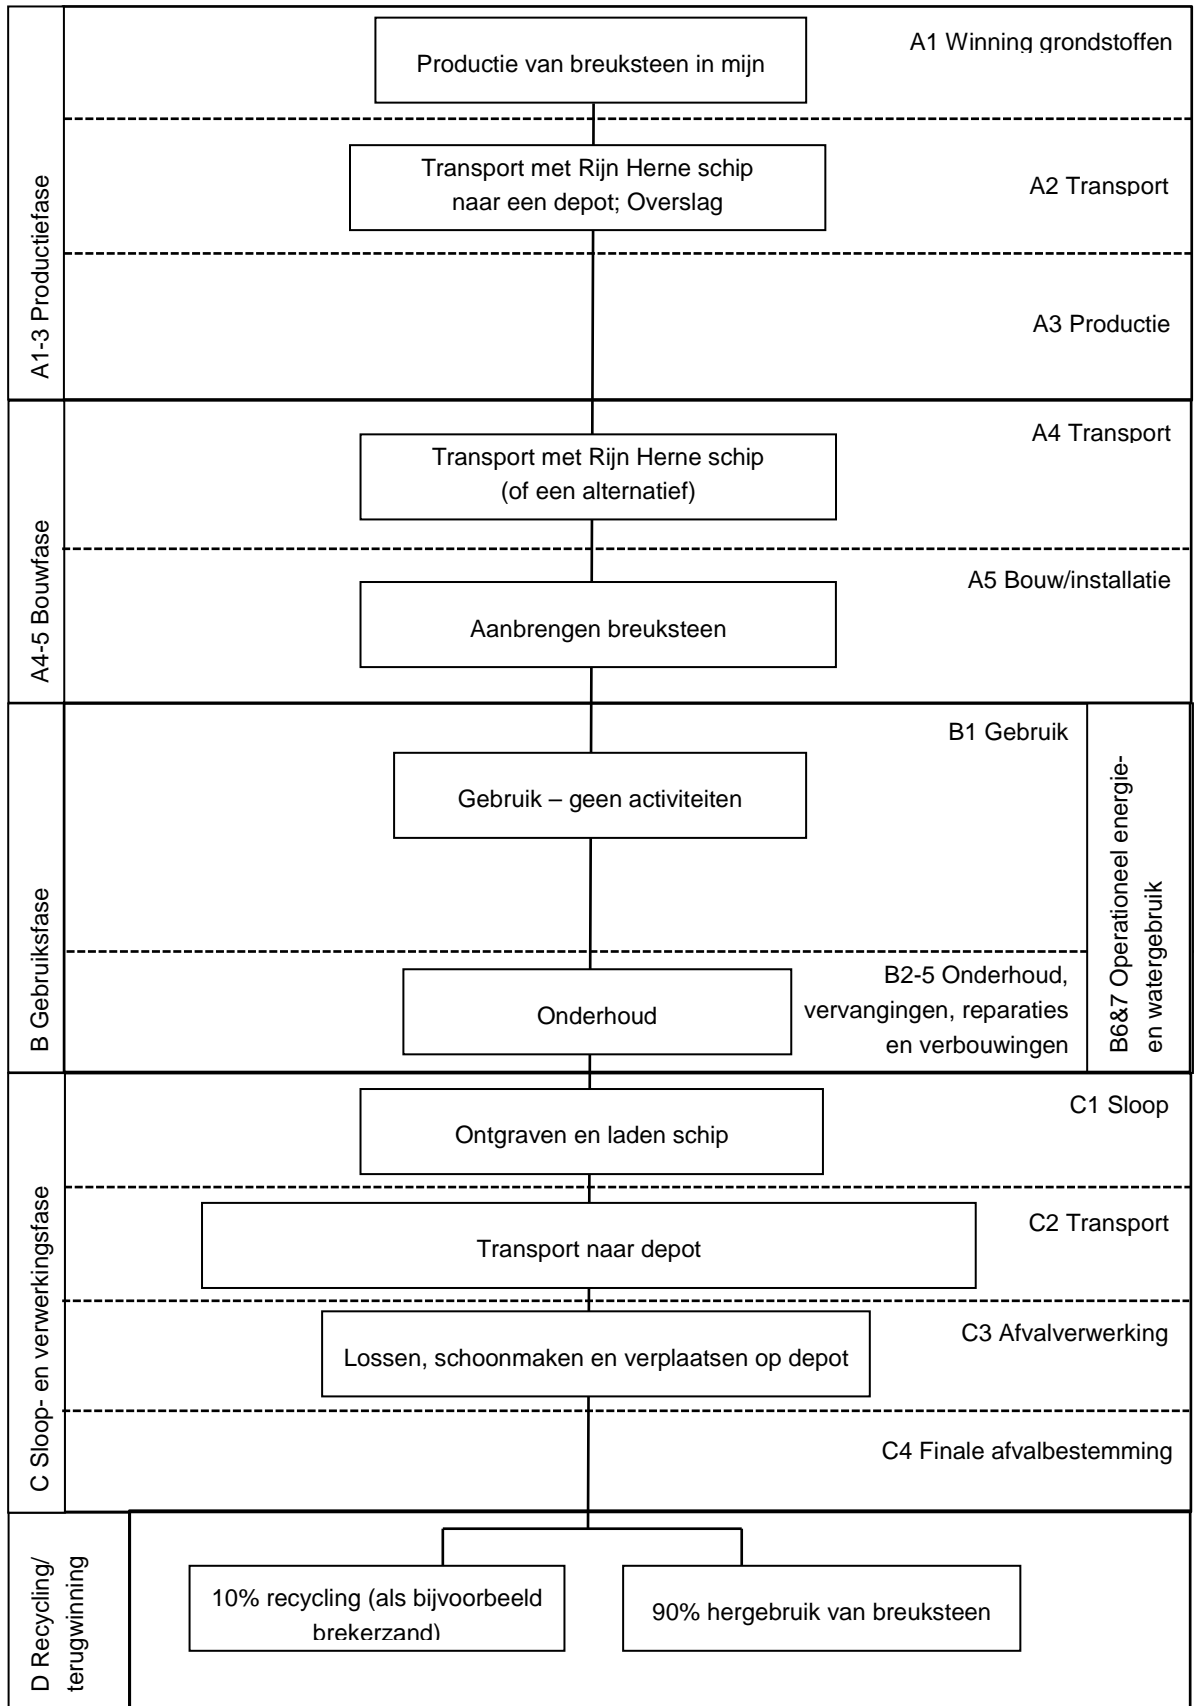 A1-3 Productiefase
Productie van breuksteen in mijn
A1 Winning grondstoffen
Transport met Rijn Herne schip
naar een depot; Overslag
A2 Transport
A3 Productie
A4-5 Bouwfase
A4 Transport
Transport met Rijn Herne schip
(of een alternatief)
A5 Bouw/installatie
Aanbrengen breuksteen
B Gebruiksfase
B1 Gebruik
Gebruik – geen activiteiten
B2-5 Onderhoud,
vervangingen, reparaties
en verbouwingen
Onderhoud
B6&7 Operationeel energie-
en watergebruik
C Sloop- en verwerkingsfase
C1 Sloop
Ontgraven en laden schip
C2 Transport
Transport naar depot
C3 Afvalverwerking
Lossen, schoonmaken en verplaatsen op depot
C4 Finale afvalbestemming
D Recycling/
terugwinning
10% recycling (als bijvoorbeeld
brekerzand)
90% hergebruik van breuksteen